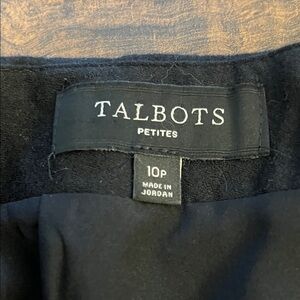 TALBOTS
PETITES
10P
MADE IN
JORDAN